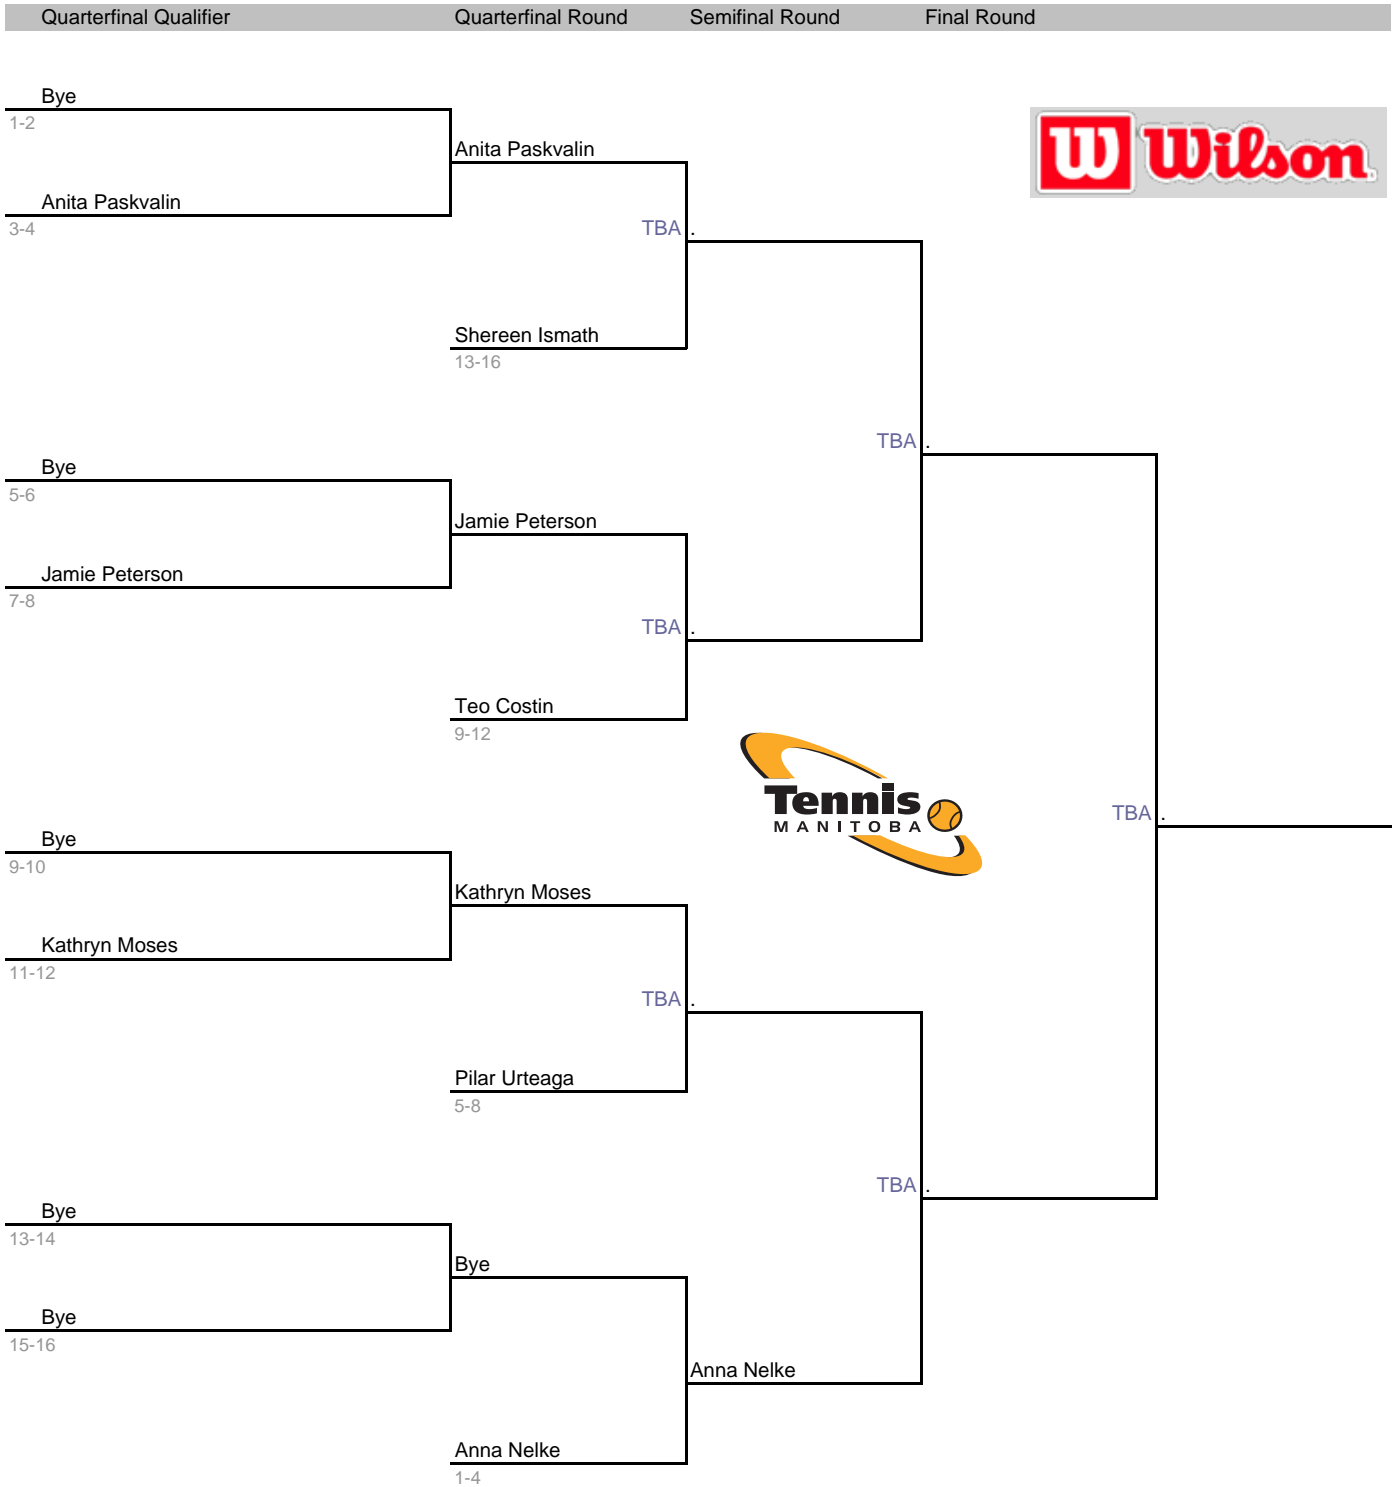 Quarterfinal Qualifier Quarterfinal Round Semifinal Round Final Round
Bye
1-2
W Wilson.
Anita Paskvalin
Anita Paskvalin
3-4
TBA .
Shereen Ismath
13-16
TBA .
Bye
5-6
Jamie Peterson
Jamie Peterson
7-8
TBA .
Teo Costin
9-12
Tennis
MANITOBA
TBA .
Bye
9-10
Kathryn Moses
Kathryn Moses
11-12
TBA .
Pilar Urteaga
5-8
TBA .
Bye
13-14
Bye
Bye
15-16
Anna Nelke
Anna Nelke
1-4